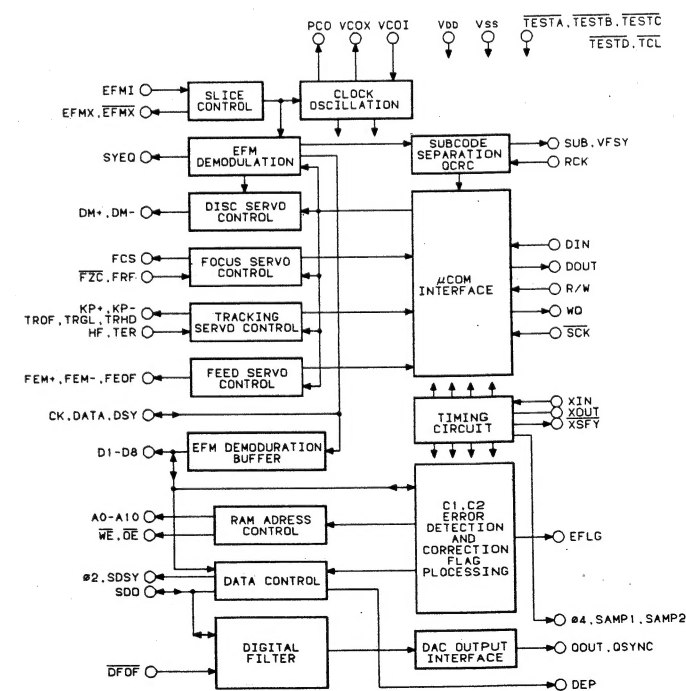 PCO VCOX VCOI VDD VSS TESTA, TESTB, TESTC
TESTD, TCL
EFMI
EFMX, EFMX
SLICE
CONTROL
CLOCK
OSCILLATION
SYEQ
EFM
DEMODULATION
SUBCODE
SEPARATION
QCRC
SUB, VFSY
RCK
DM+, DM-
DISC SERVO
CONTROL
FCS
FZC, FRF
FOCUS SERVO
CONTROL
μCOM
INTERFACE
DIN
DOUT
R/W
WQ
SCK
KP+, KP-
TROF, TRGL, TRHD
HF, TER
TRACKING
SERVO CONTROL
FEM+, FEM-, FEOF
FEED SERVO
CONTROL
CK, DATA, DSY
TIMING
CIRCUIT
XIN
XOUT
XSFY
D1-D8
EFM DEMODURATION
BUFFER
A0-A10
WE, OE
RAM ADRESS
CONTROL
C1, C2
ERROR
DETECTION
AND
CORRECTION
FLAG
PLOCESSING
EFLG
ø2, SDSY
SDO
DATA CONTROL
ø4, SAMP1, SAMP2
DIGITAL
FILTER
DAC OUTPUT
INTERFACE
QOUT, QSYNC
DFOF
DEP